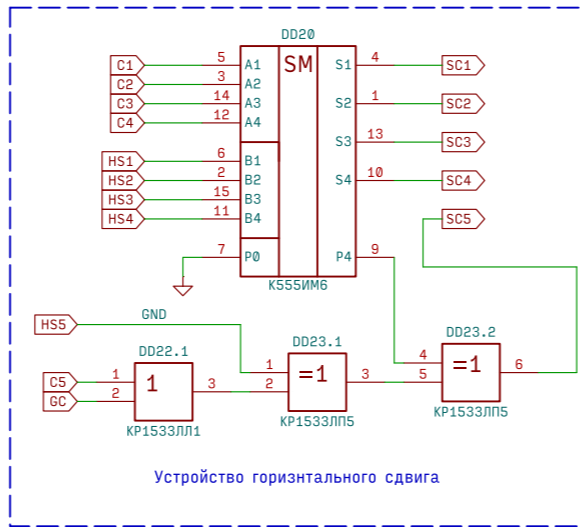 DD20
C1 5 A1 SM S1 4 SC1
C2 3 A2
C3 14 A3 S2 1 SC2
C4 12 A4
S3 13 SC3
HS1 6 B1
HS2 2 B2 S4 10 SC4
HS3 15 B3
HS4 11 B4 SC5
7 P0 P4 9
К555ИМ6
HS5 GND
DD22.1 DD23.1 DD23.2
C5 1 1 3
GC 2
1 =1 3
2
4 =1 6
5
КР1533ЛЛ1 КР1533ЛП5 КР1533ЛП5
Устройство горизнтального сдвига